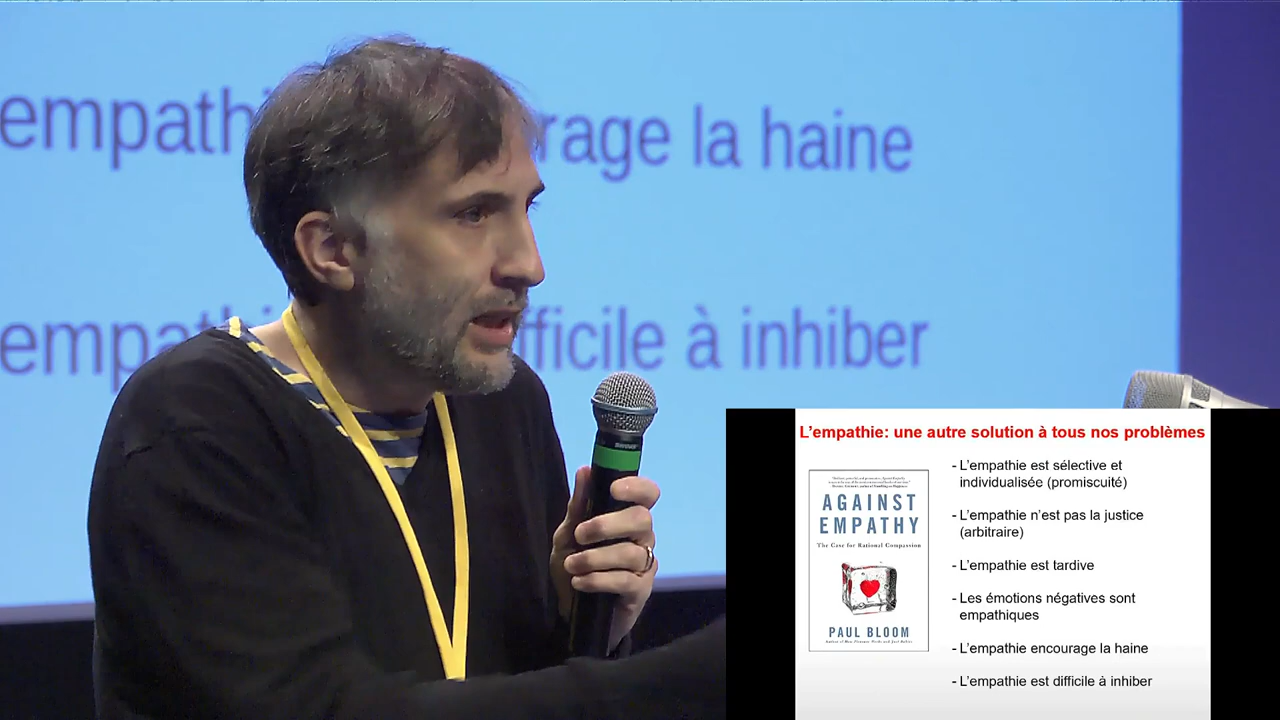 empath rage la haine
empathi fficile à inhiber
L'empathie: une autre solution à tous nos problèmes
- L'empathie est sélective et
individualisée (promiscuité)
- L'empathie n'est pas la justice
(arbitraire)
- L'empathie est tardive
- Les émotions négatives sont
empathiques
- L'empathie encourage la haine
- L'empathie est difficile à inhiber
AGAINST
EMPATHY
The Case for Rational Compassion
PAUL BLOOM